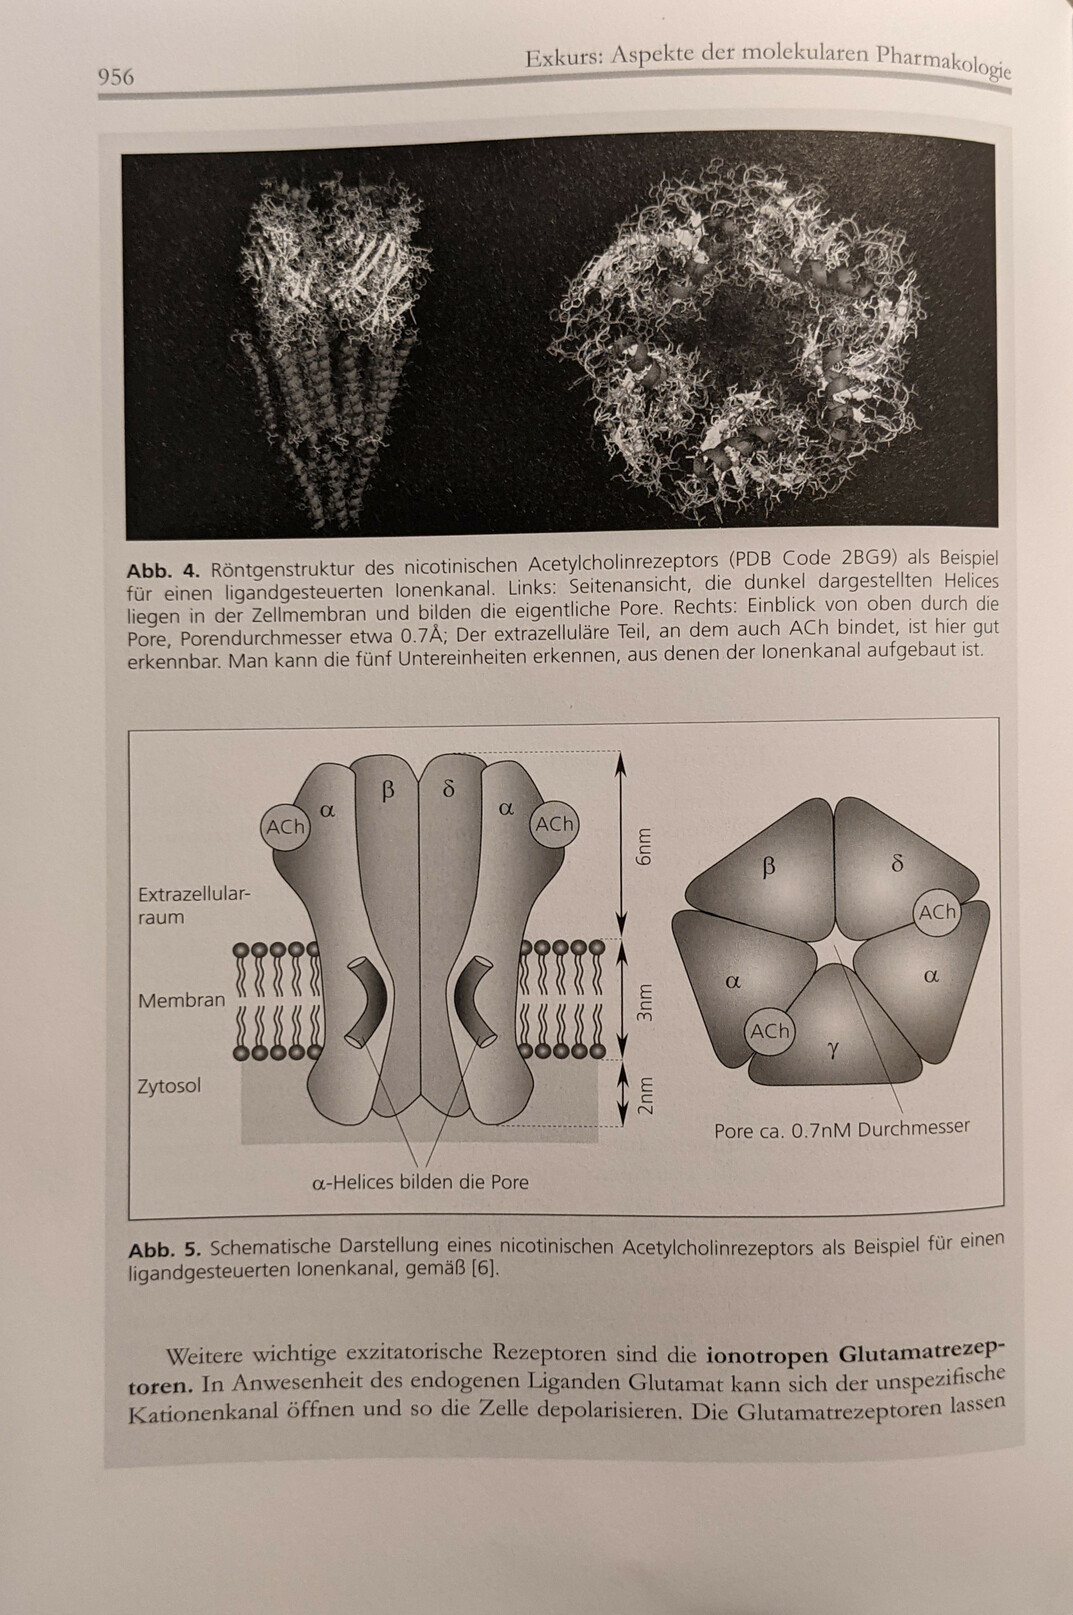 956
Exkurs: Aspekte der molekularen Pharmakologie
Abb. 4. Röntgenstruktur des nicotinischen Acetylcholinrezeptors (PDB Code 2BG9) als Beispiel
für einen ligandgesteuerten Ionenkanal. Links: Seitenansicht, die dunkel dargestellten Helices
liegen in der Zellmembran und bilden die eigentliche Pore. Rechts: Einblick von oben durch die
Pore, Porendurchmesser etwa 0.7Å; Der extrazelluläre Teil, an dem auch ACh bindet, ist hier gut
erkennbar. Man kann die fünf Untereinheiten erkennen, aus denen der Ionenkanal aufgebaut ist.
ACh
α
β
δ
α
ACh
6nm
Extrazellular-
raum
Membran
3nm
Zytosol
2nm
α-Helices bilden die Pore
β
δ
ACh
α
α
ACh
γ
Pore ca. 0.7nM Durchmesser
Abb. 5. Schematische Darstellung eines nicotinischen Acetylcholinrezeptors als Beispiel für einen
ligandgesteuerten Ionenkanal, gemäß [6].
Weitere wichtige exzitatorische Rezeptoren sind die ionotropen Glutamatrezep-
toren. In Anwesenheit des endogenen Liganden Glutamat kann sich der unspezifische
Kationenkanal öffnen und so die Zelle depolarisieren. Die Glutamatrezeptoren lassen